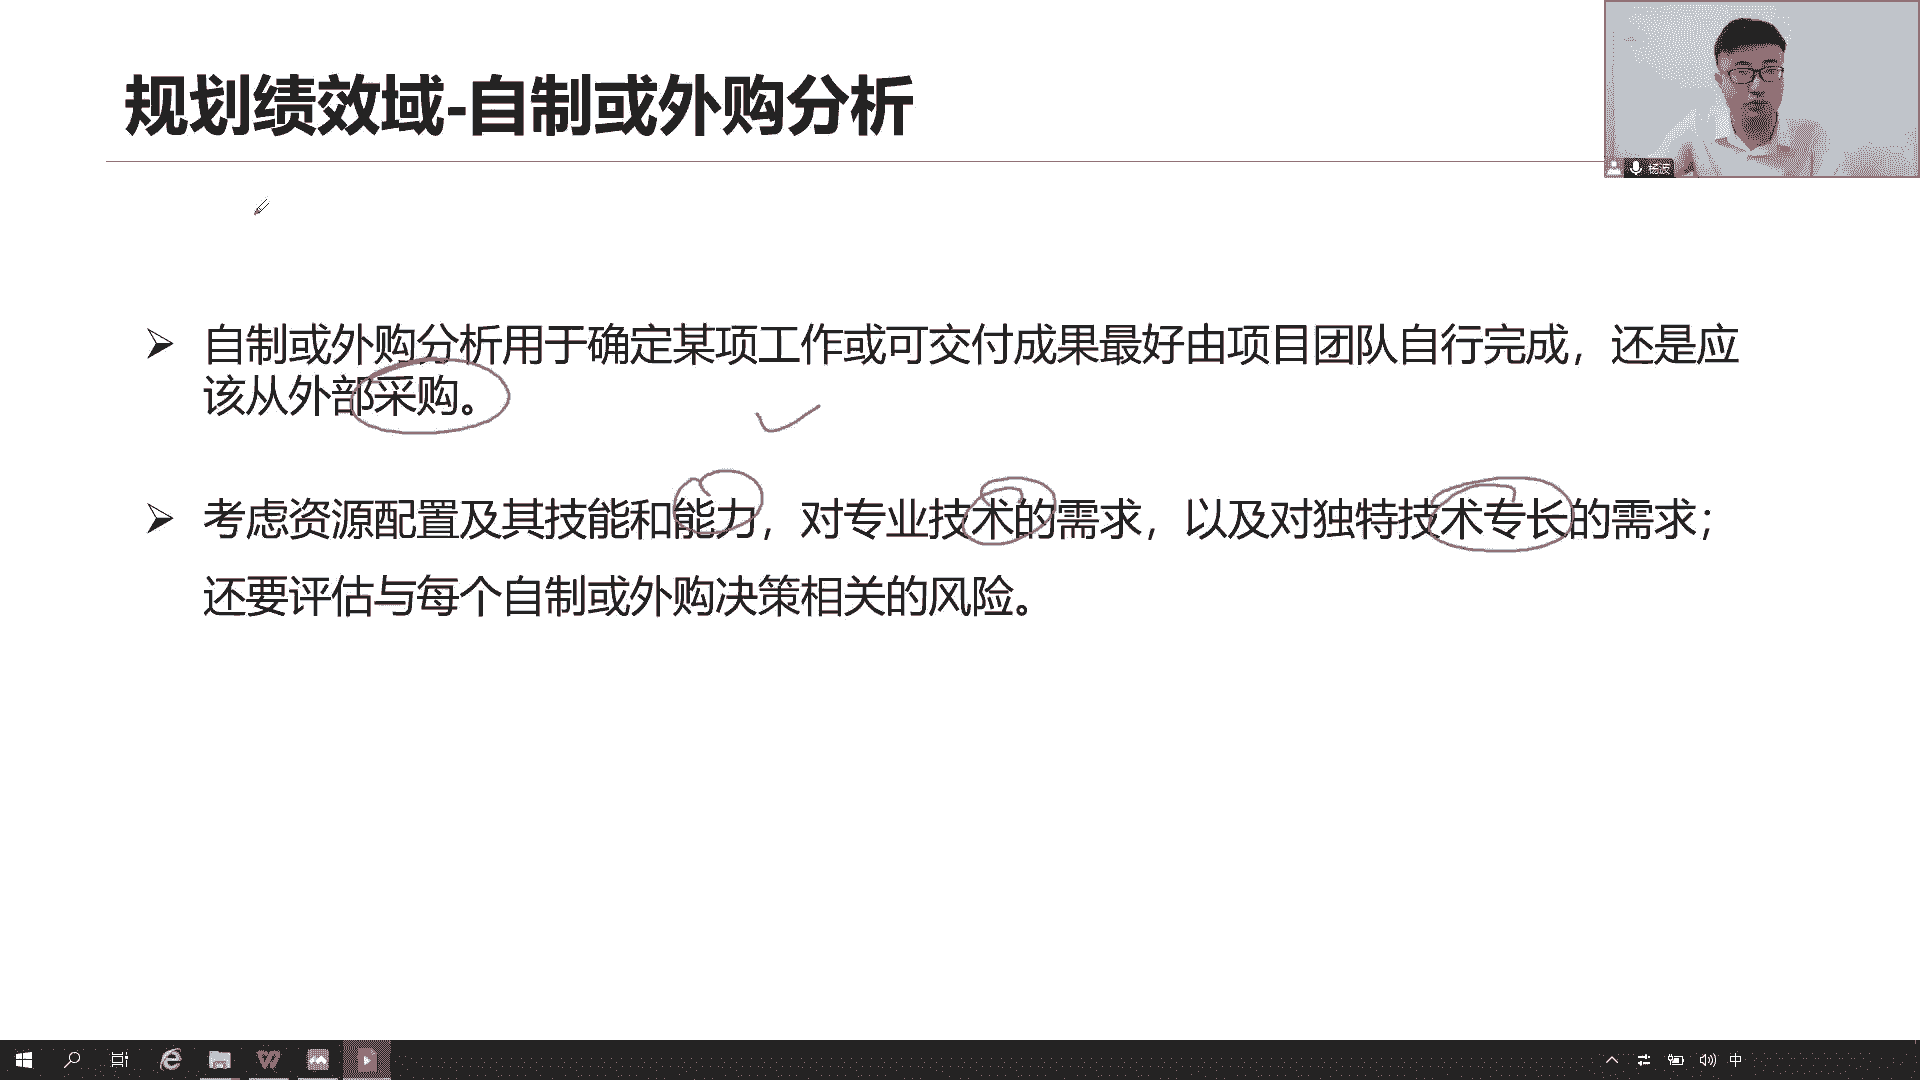 规划绩效域-自制或外购分析
杨波
自制或外购分析用于确定某项工作或可交付成果最好由项目团队自行完成，还是应
该从外部采购。
考虑资源配置及其技能和能力，对专业技术的需求，以及对独特技术专长的需求；
还要评估与每个自制或外购决策相关的风险。
中